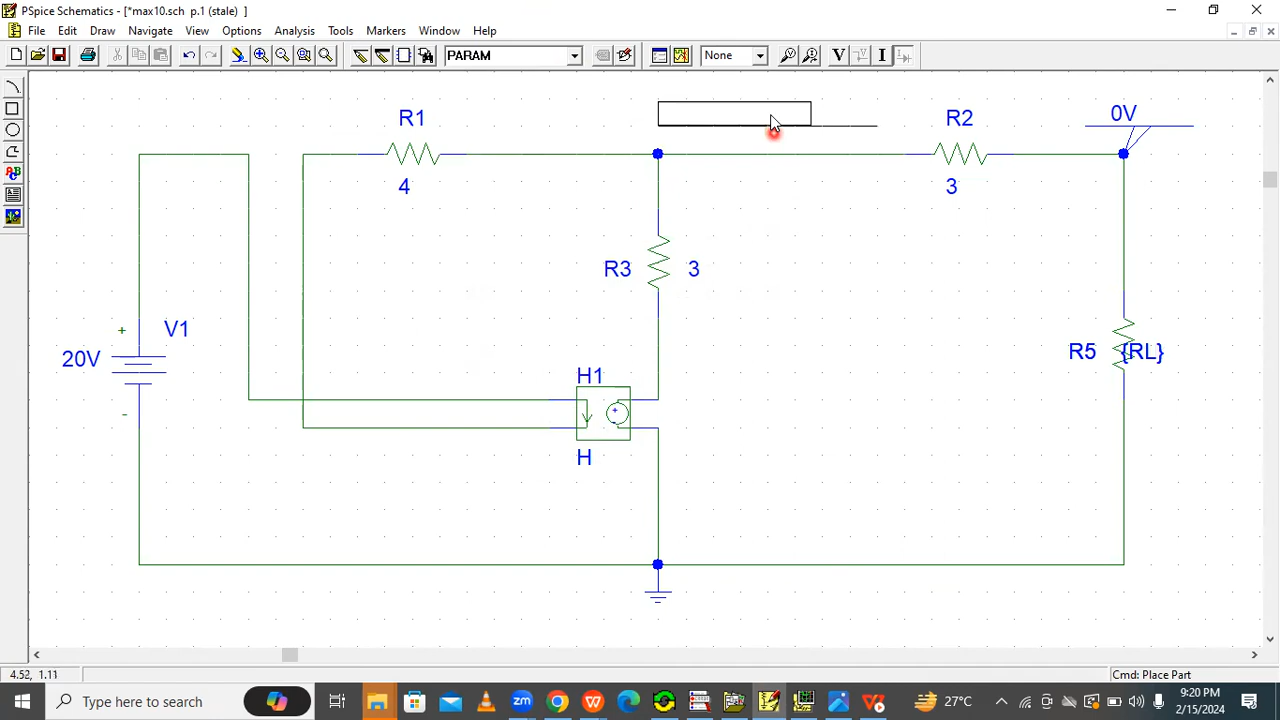 PSpice Schematics - [*max10.sch p.1 (stale) ]
File Edit Draw Navigate View Options Analysis Tools Markers Window Help
PARAM None V I
R1 R2 0V
4 3
R3 3
+ V1
20V R5 {RL}
-
H1
+
-
H
4.52, 1.11 Cmd: Place Part
Type here to search zm W 27°C 9:20 PM
2/15/2024